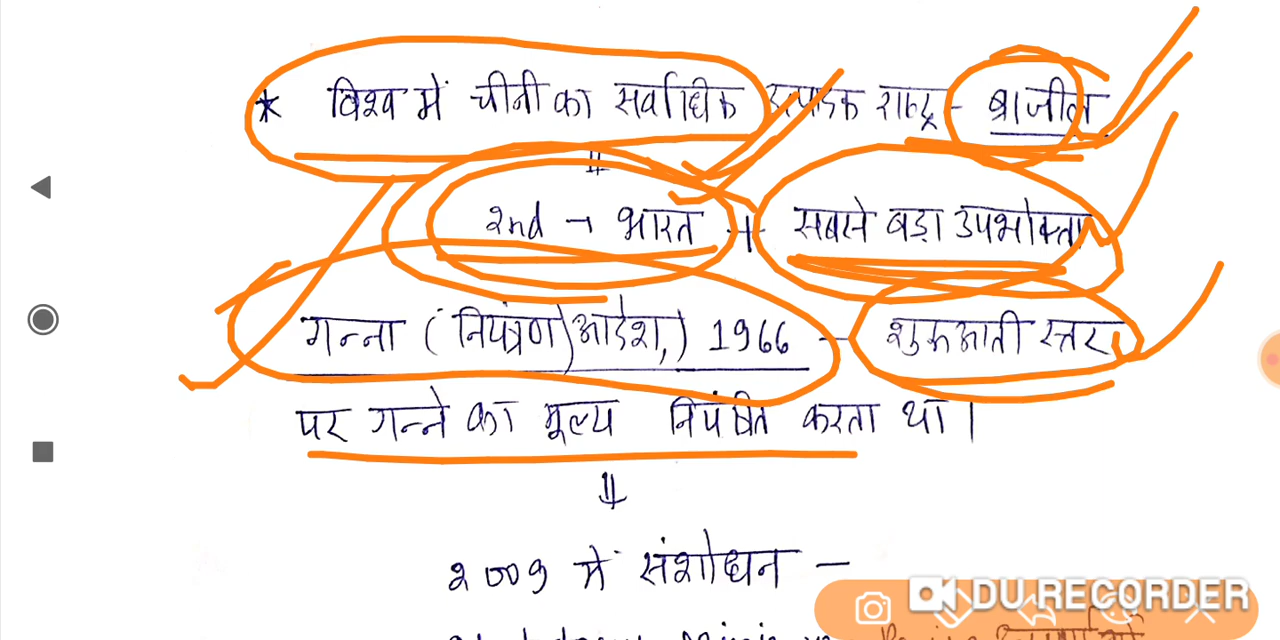 * विश्व में चीनी का सर्वाधिक उत्पादक राष्ट्र - ब्राजील
⇓
2nd → भारत + सबसे बड़ा उपभोक्ता
गन्ना (नियंत्रण) आदेश,) 1966 - शुरुआती स्तर
पर गन्ने का मूल्य नियंत्रित करता था।
⇓
2009 में संशोधन -
DU RECORDER